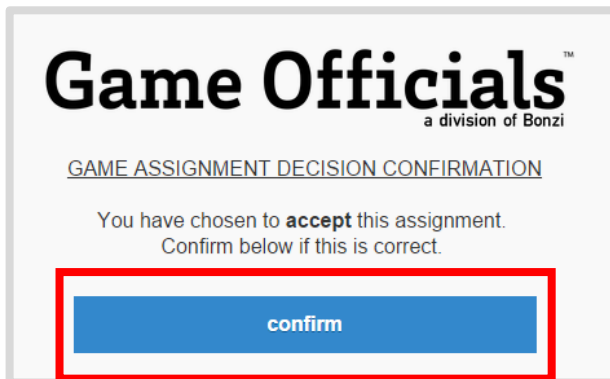 Game Officials™
a division of Bonzi
GAME ASSIGNMENT DECISION CONFIRMATION
You have chosen to accept this assignment.
Confirm below if this is correct.
confirm